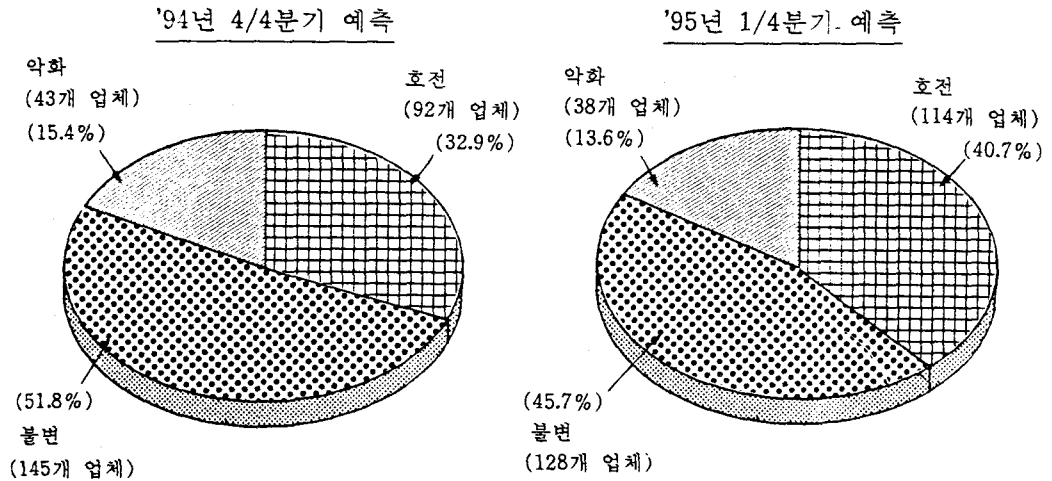 '94년 4/4분기 예측
악화
(43개 업체)
(15.4%)
호전
(92개 업체)
(32.9%)
(51.8%)
불변
(145개 업체)
'95년 1/4분기 예측
악화
(38개 업체)
(13.6%)
호전
(114개 업체)
(40.7%)
(45.7%)
불변
(128개 업체)